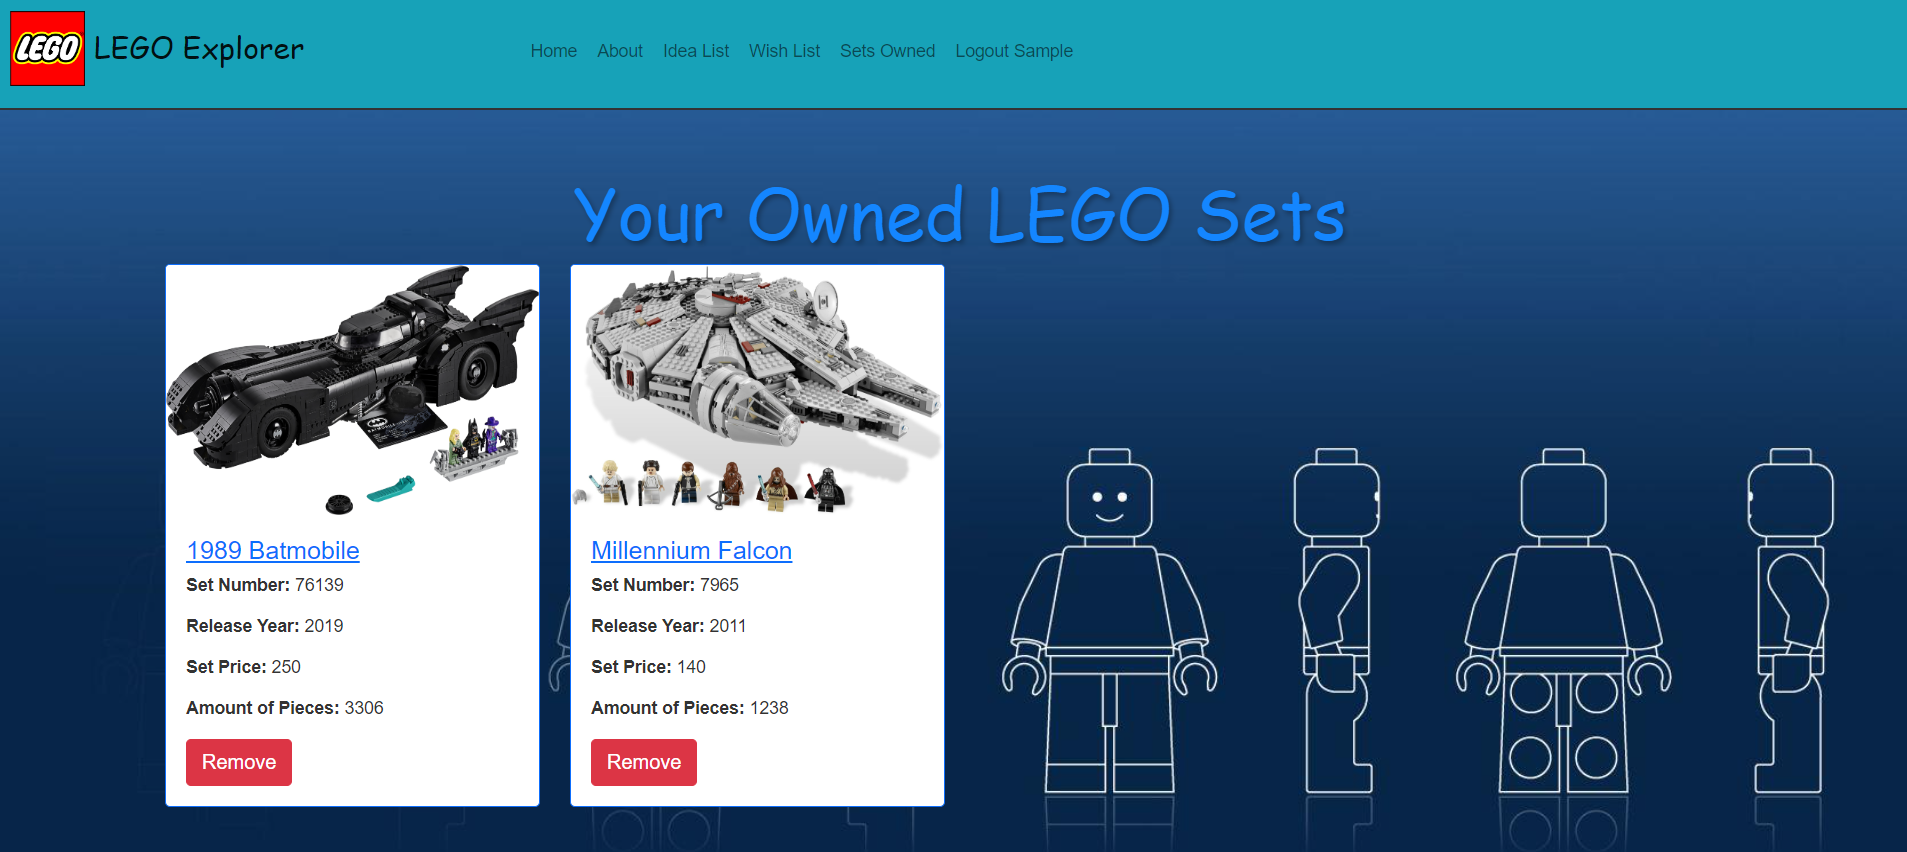 LEGO
LEGO Explorer
Home About Idea List Wish List Sets Owned Logout Sample
Your Owned LEGO Sets
1989 Batmobile
Set Number: 76139
Release Year: 2019
Set Price: 250
Amount of Pieces: 3306
Remove
Millennium Falcon
Set Number: 7965
Release Year: 2011
Set Price: 140
Amount of Pieces: 1238
Remove